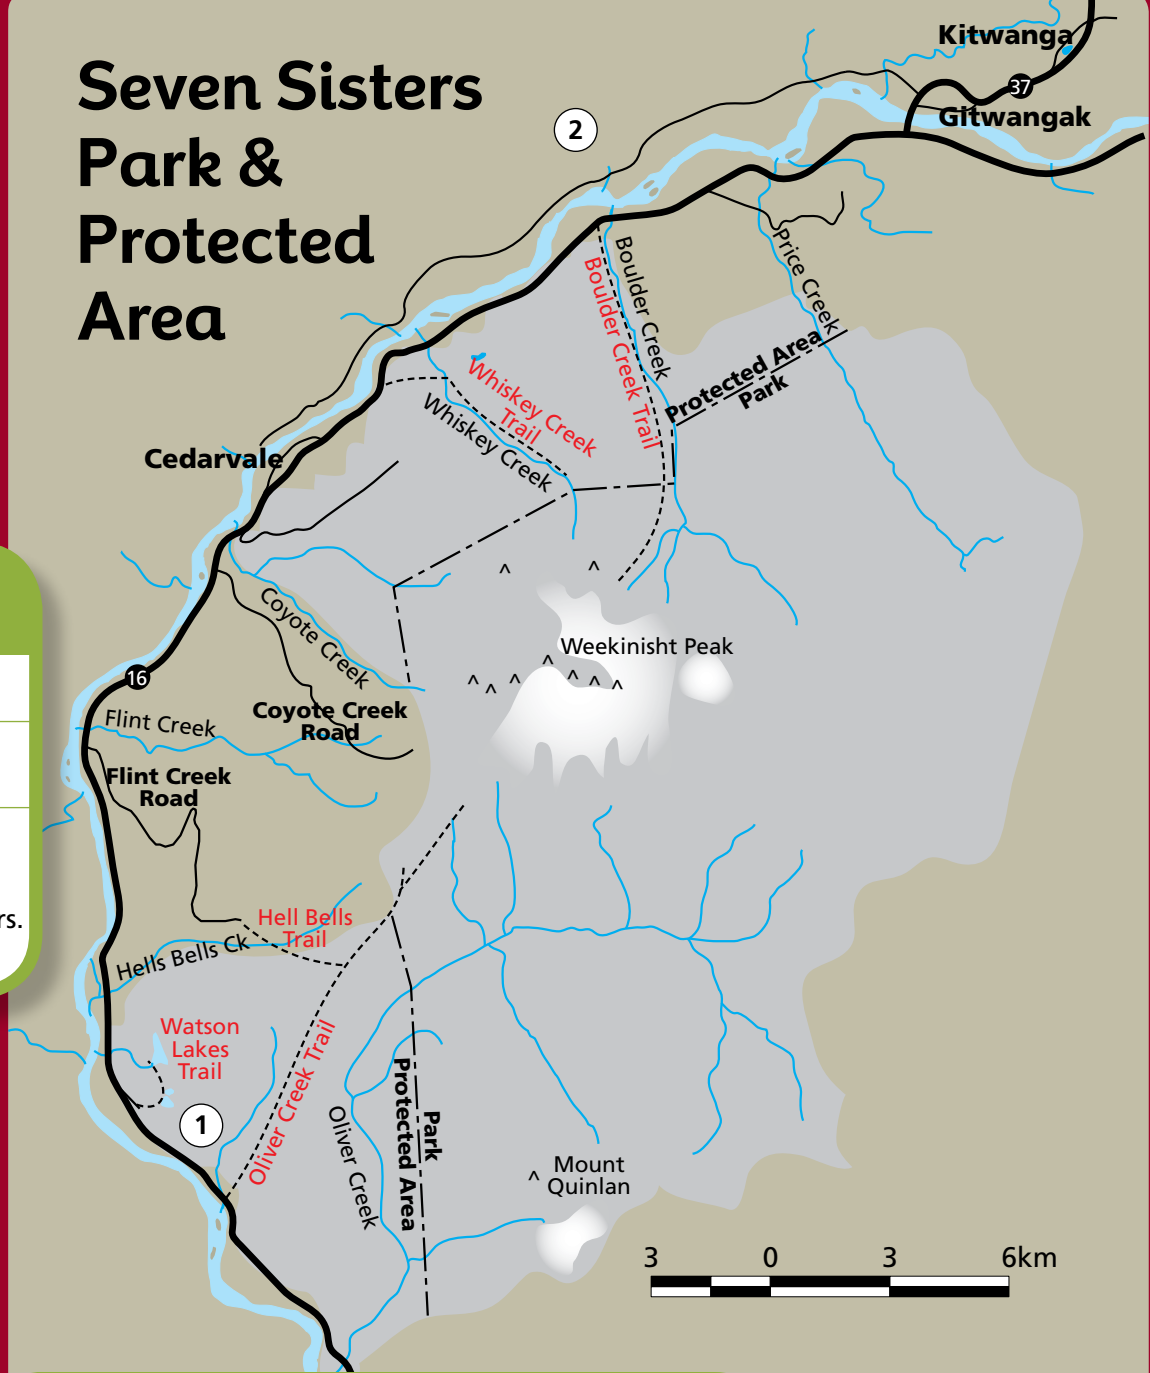 Seven Sisters
Park &
Protected
Area
Kitwanga
37
Gitwangak
2
Price Creek
Boulder Creek
Boulder Creek Trail
Protected Area
Park
Whiskey Creek
Trail
Whiskey Creek
Cedarvale
Coyote Creek
Weekinisht Peak
16
Flint Creek
Coyote Creek
Road
Flint Creek
Road
rs.
Hell Bells
Trail
Hells Bells Ck
Watson
Lakes
Trail
1
Oliver Creek Trail
Oliver Creek
Park
Protected Area
^ Mount
Quinlan
3 0 3 6km